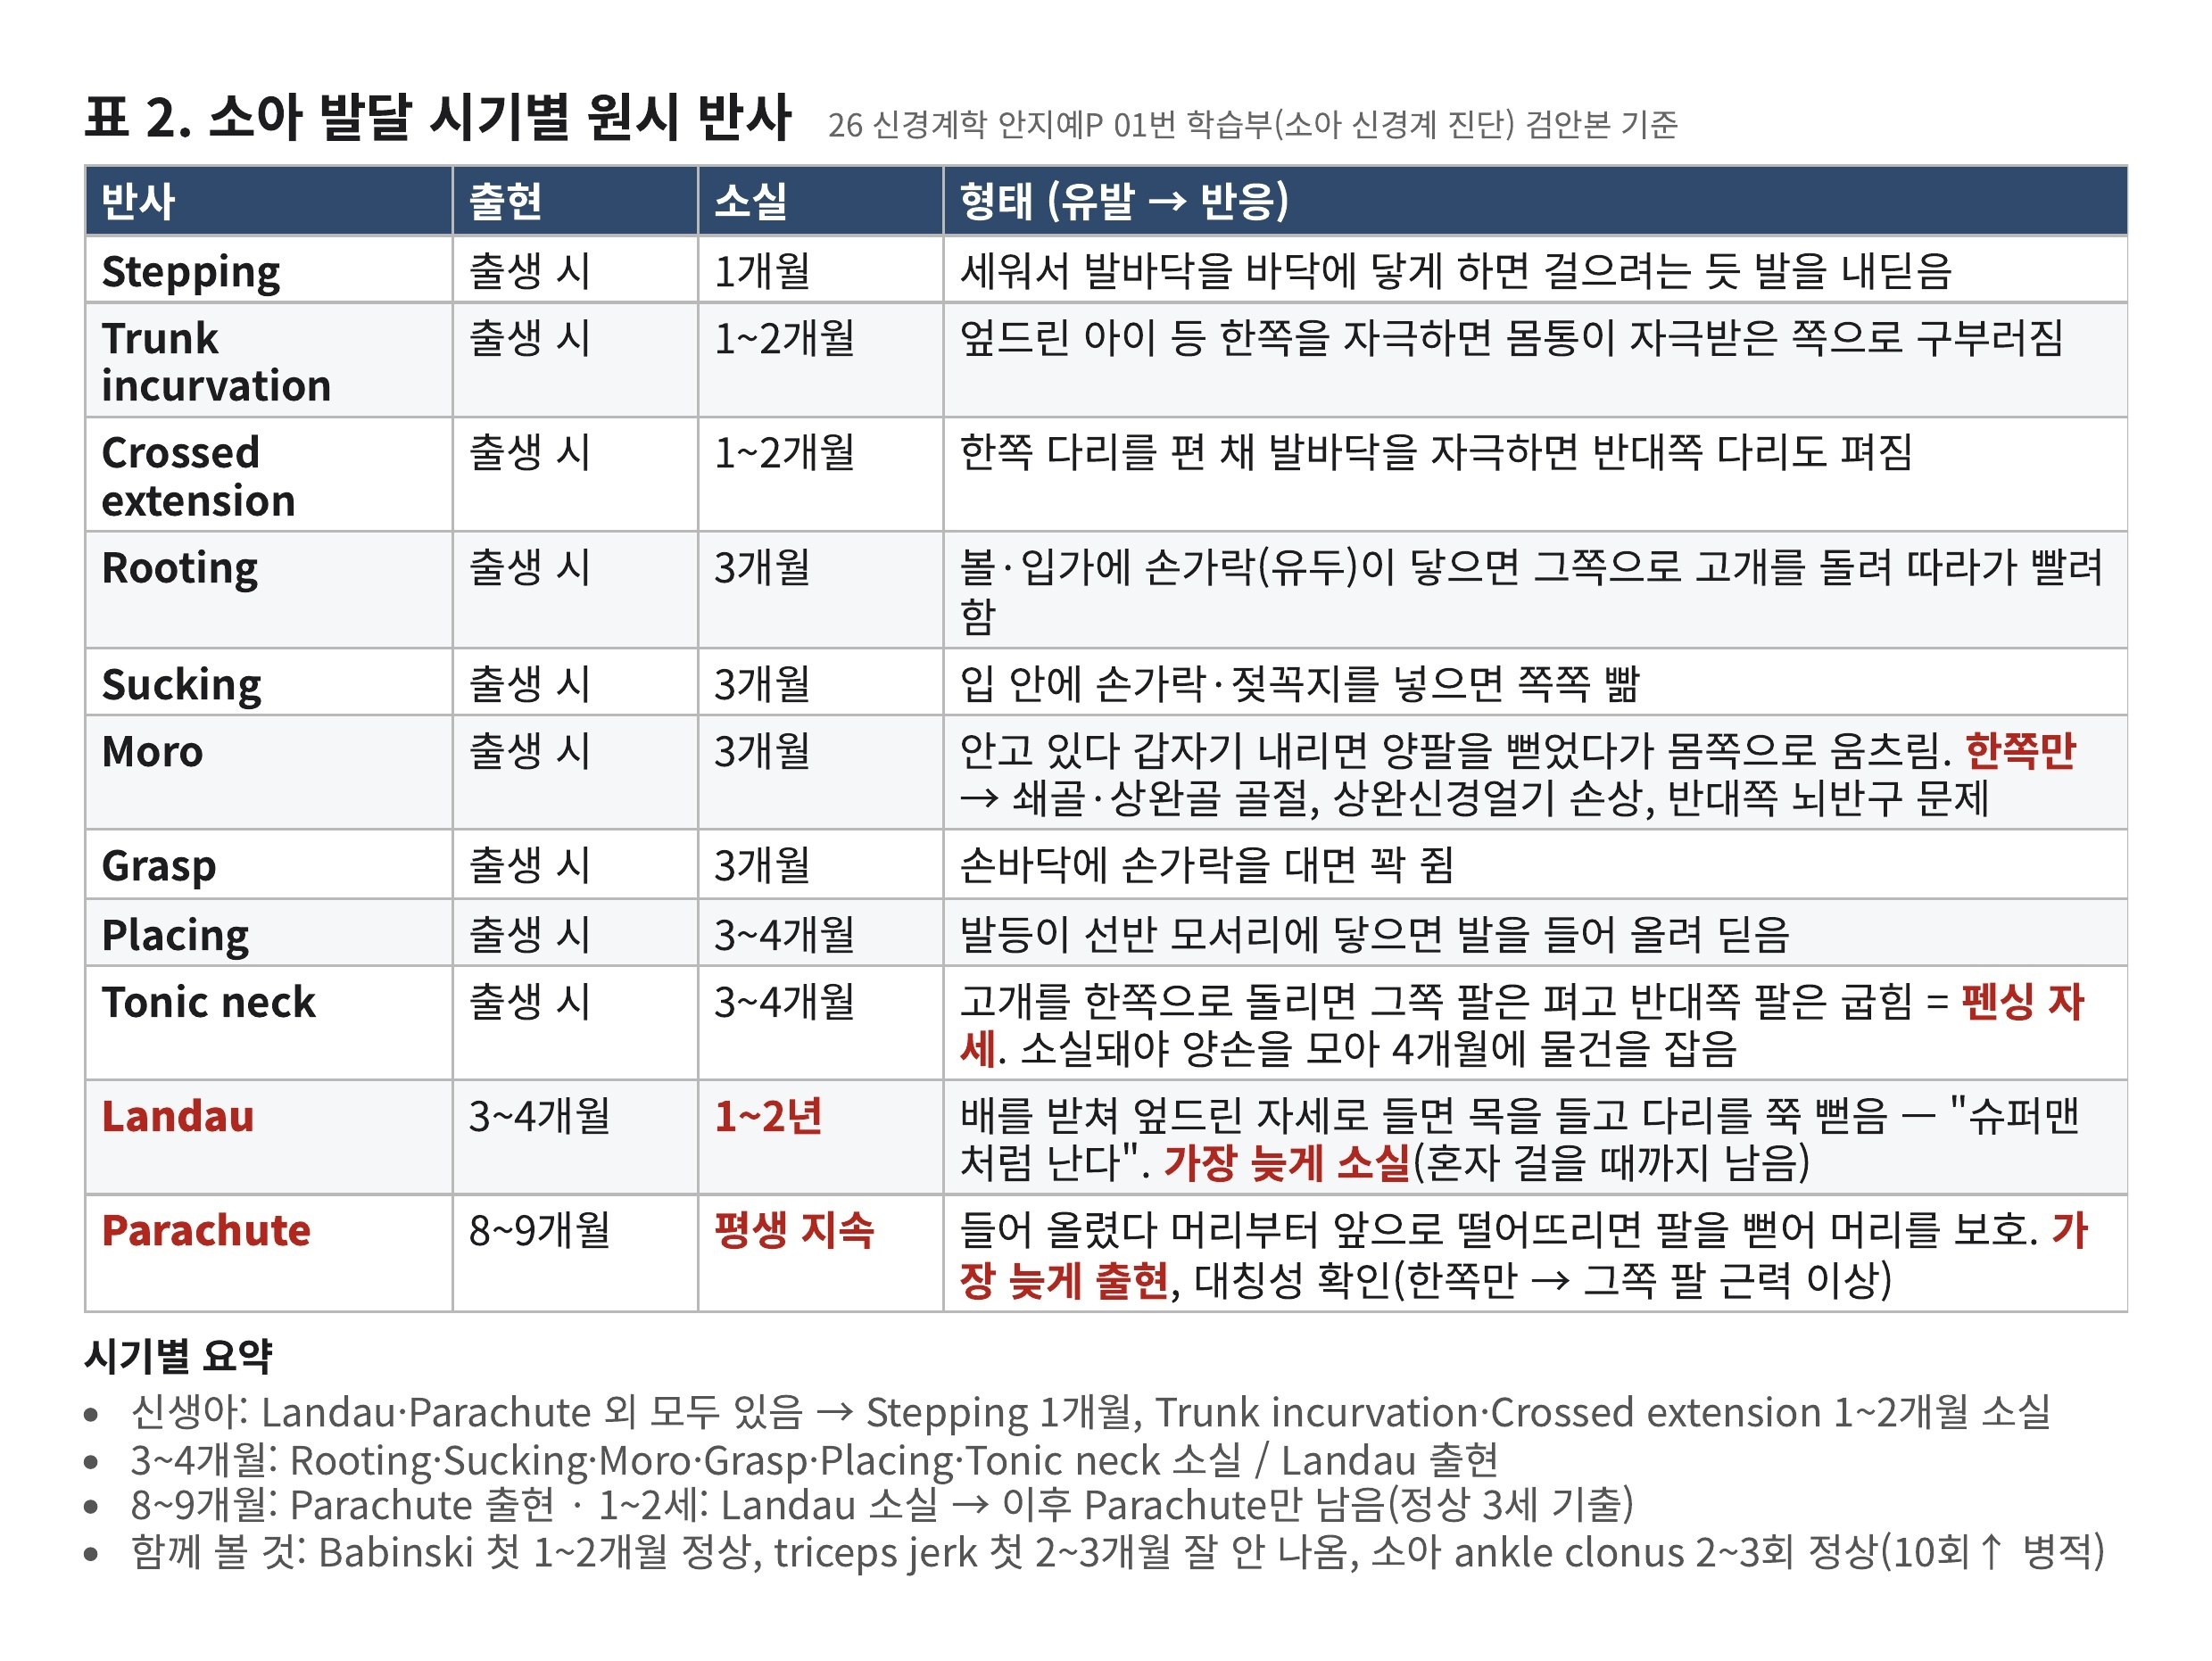 표 2. 소아 발달 시기별 원시 반사 26 신경계학 안지예P 01번 학습부(소아 신경계 진단) 검안본 기준
반사 출현 소실 형태 (유발 → 반응)
Stepping 출생 시 1개월 세워서 발바닥을 바닥에 닿게 하면 걸으려는 듯 발을 내딛음
Trunk 출생 시 1~2개월 엎드린 아이 등 한쪽을 자극하면 몸통이 자극받은 쪽으로 구부러짐
incurvation
Crossed 출생 시 1~2개월 한쪽 다리를 편 채 발바닥을 자극하면 반대쪽 다리도 펴짐
extension
Rooting 출생 시 3개월 볼·입가에 손가락(유두)이 닿으면 그쪽으로 고개를 돌려 따라가 빨려
함
Sucking 출생 시 3개월 입 안에 손가락·젖꼭지를 넣으면 쪽쪽 빪
Moro 출생 시 3개월 안고 있다 갑자기 내리면 양팔을 뻗었다가 몸쪽으로 움츠림. 한쪽만
→ 쇄골·상완골 골절, 상완신경얼기 손상, 반대쪽 뇌반구 문제
Grasp 출생 시 3개월 손바닥에 손가락을 대면 꽉 쥠
Placing 출생 시 3~4개월 발등이 선반 모서리에 닿으면 발을 들어 올려 딛음
Tonic neck 출생 시 3~4개월 고개를 한쪽으로 돌리면 그쪽 팔은 펴고 반대쪽 팔은 굽힘 = 펜싱 자
세. 소실돼야 양손을 모아 4개월에 물건을 잡음
Landau 3~4개월 1~2년 배를 받쳐 엎드린 자세로 들면 목을 들고 다리를 쭉 뻗음 — "슈퍼맨
처럼 난다". 가장 늦게 소실(혼자 걸을 때까지 남음)
Parachute 8~9개월 평생 지속 들어 올렸다 머리부터 앞으로 떨어뜨리면 팔을 뻗어 머리를 보호. 가
장 늦게 출현, 대칭성 확인(한쪽만 → 그쪽 팔 근력 이상)
시기별 요약
• 신생아: Landau·Parachute 외 모두 있음 → Stepping 1개월, Trunk incurvation·Crossed extension 1~2개월 소실
• 3~4개월: Rooting·Sucking·Moro·Grasp·Placing·Tonic neck 소실 / Landau 출현
• 8~9개월: Parachute 출현 · 1~2세: Landau 소실 → 이후 Parachute만 남음(정상 3세 기출)
• 함께 볼 것: Babinski 첫 1~2개월 정상, triceps jerk 첫 2~3개월 잘 안 나옴, 소아 ankle clonus 2~3회 정상(10회↑ 병적)